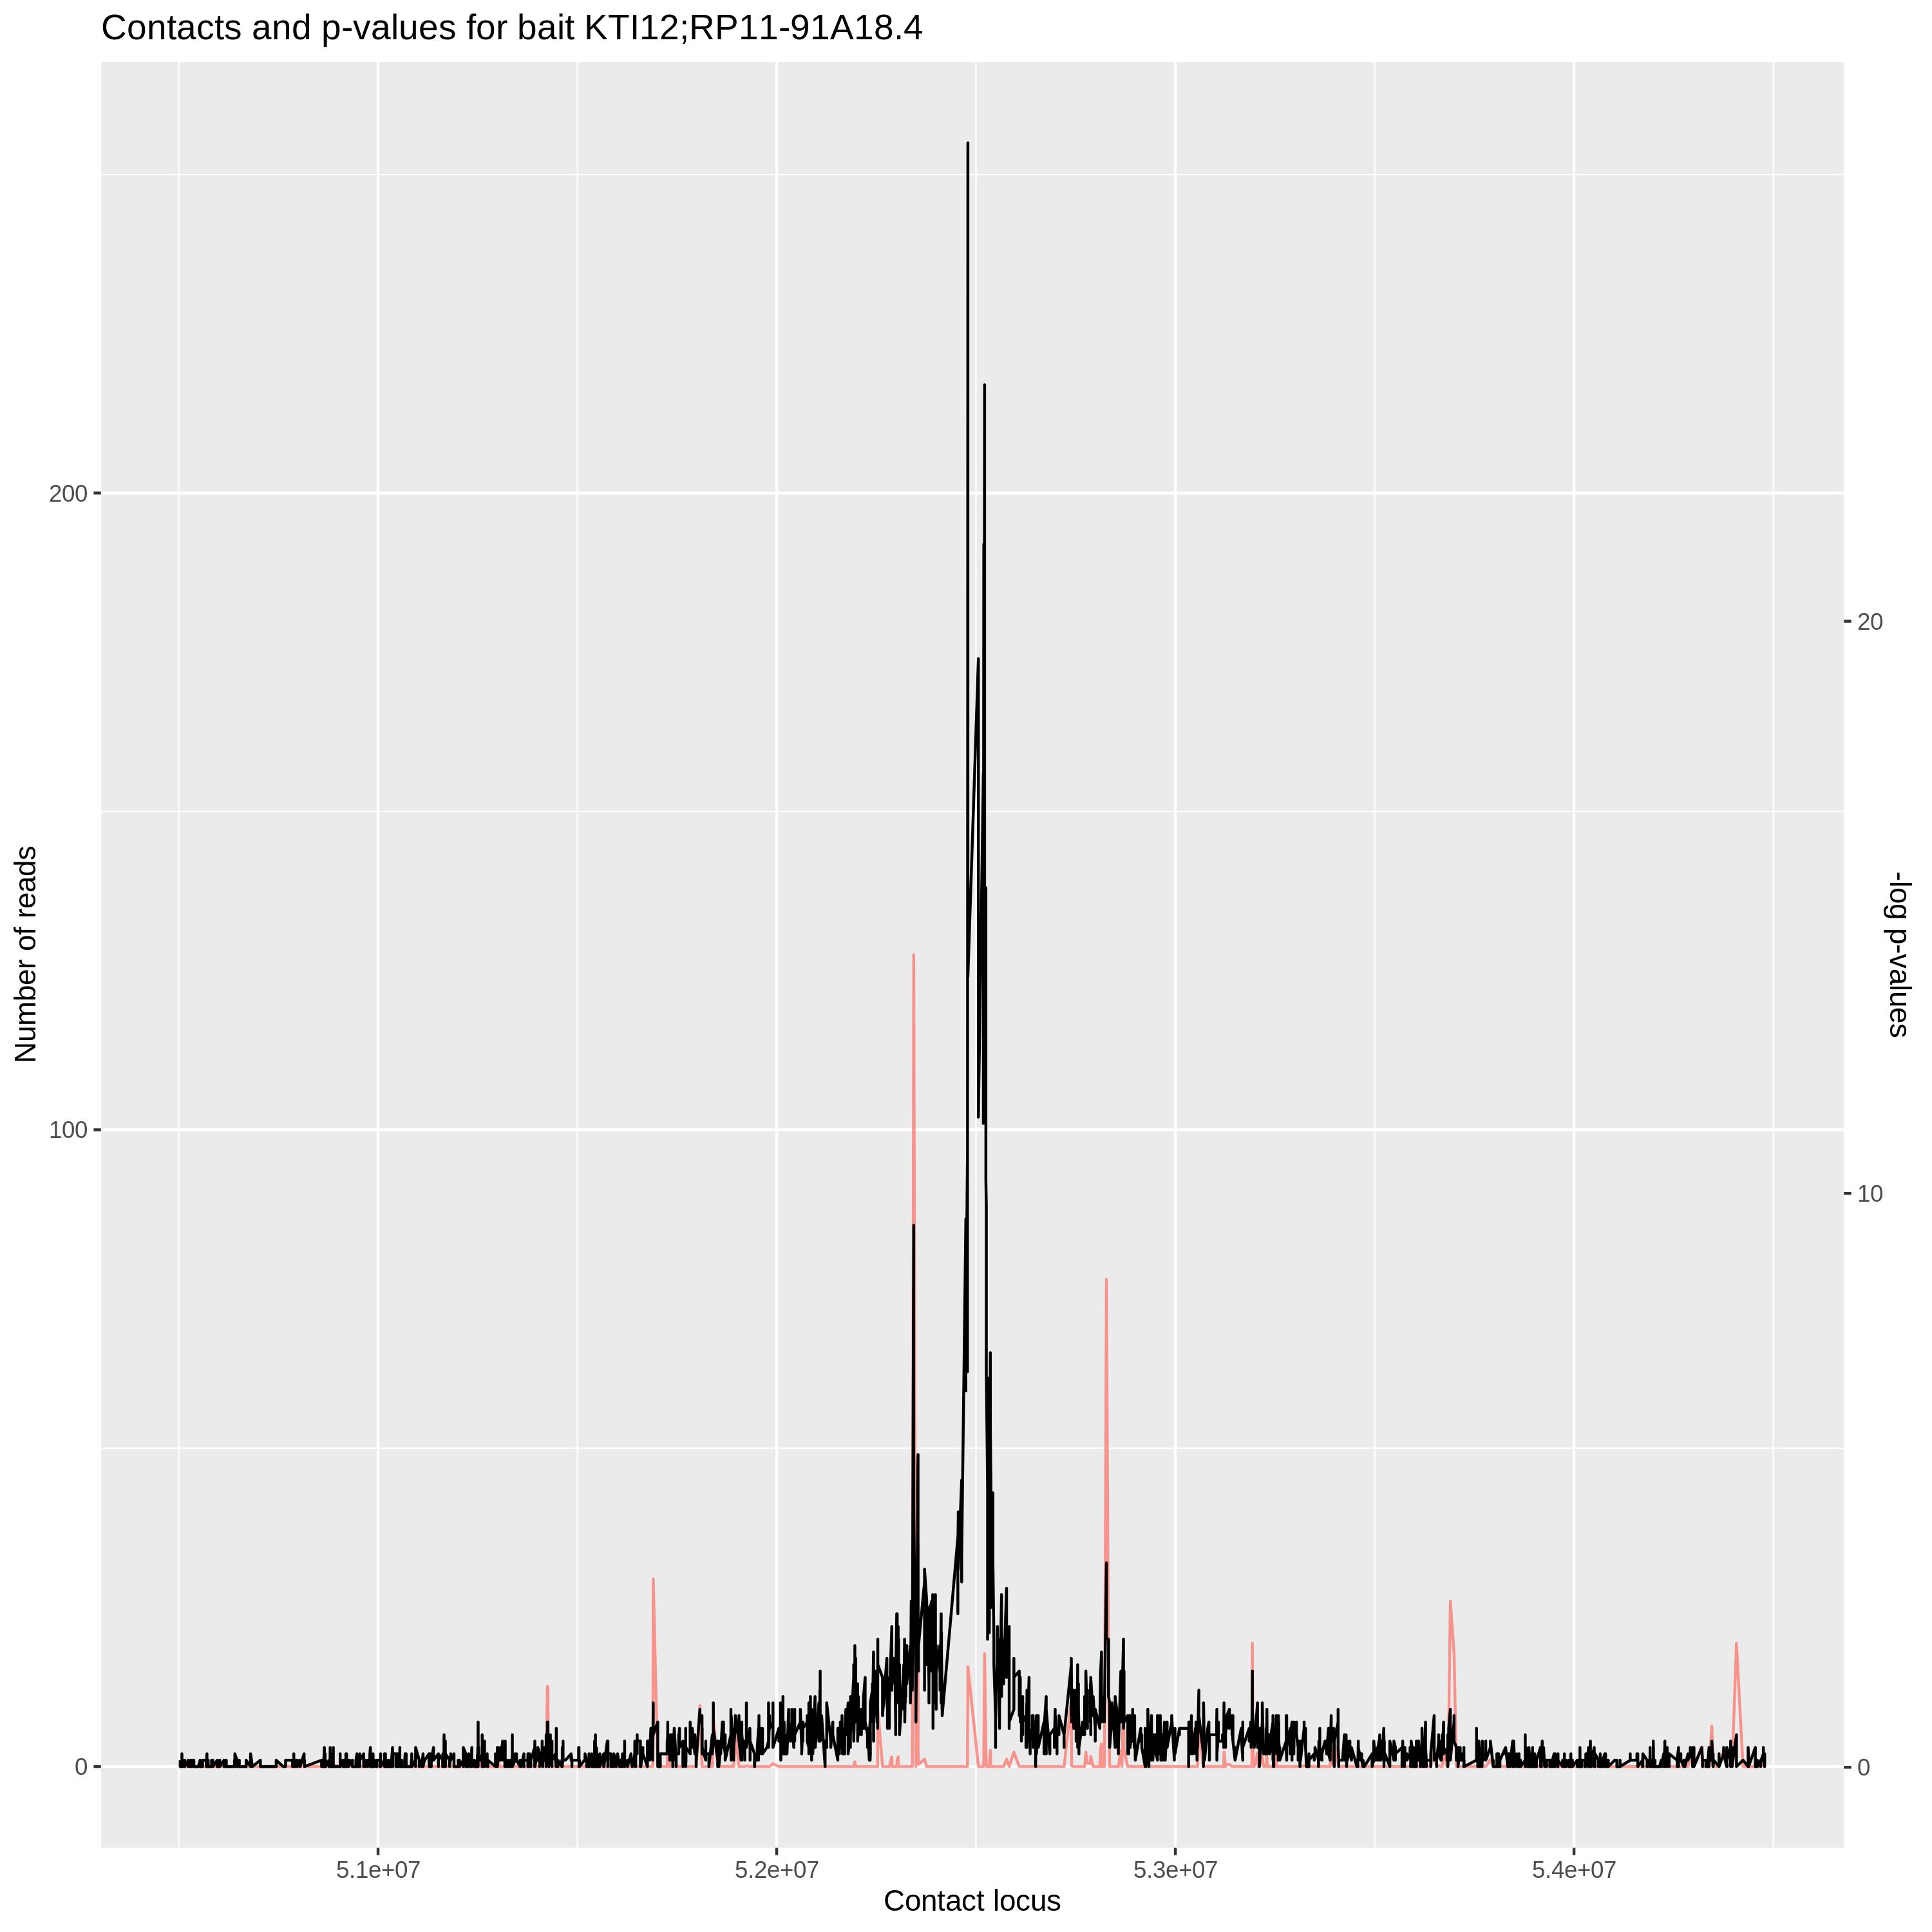 Contacts and p-values for bait KTI12;RP11-91A18.4
200
100
0
Number of reads
20
10
0
-log p-values
5.1e+07
5.2e+07
5.3e+07
5.4e+07
Contact locus